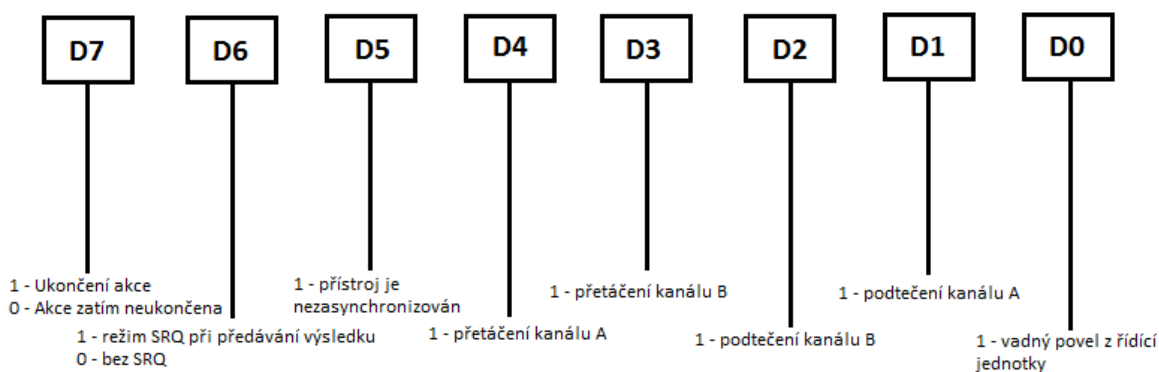 D7
D6
D5
D4
D3
D2
D1
D0
1 - Ukončení akce
0 - Akce zatím neukončena
1 - režim SRQ při předávání výsledku
0 - bez SRQ
1 - přístroj je
nezasynchronizován
1 - přetáčení kanálu A
1 - přetáčení kanálu B
1 - podtečení kanálu B
1 - podtečení kanálu A
1 - vadný povel z řídící
jednotky